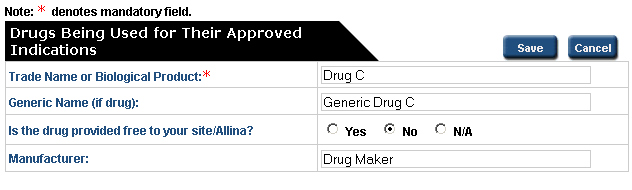 Note: * denotes mandatory field.
Drugs Being Used for Their Approved
Indications
Save Cancel
Trade Name or Biological Product:* Drug C
Generic Name (if drug): Generic Drug C
Is the drug provided free to your site/Allina? Yes No N/A
Manufacturer: Drug Maker